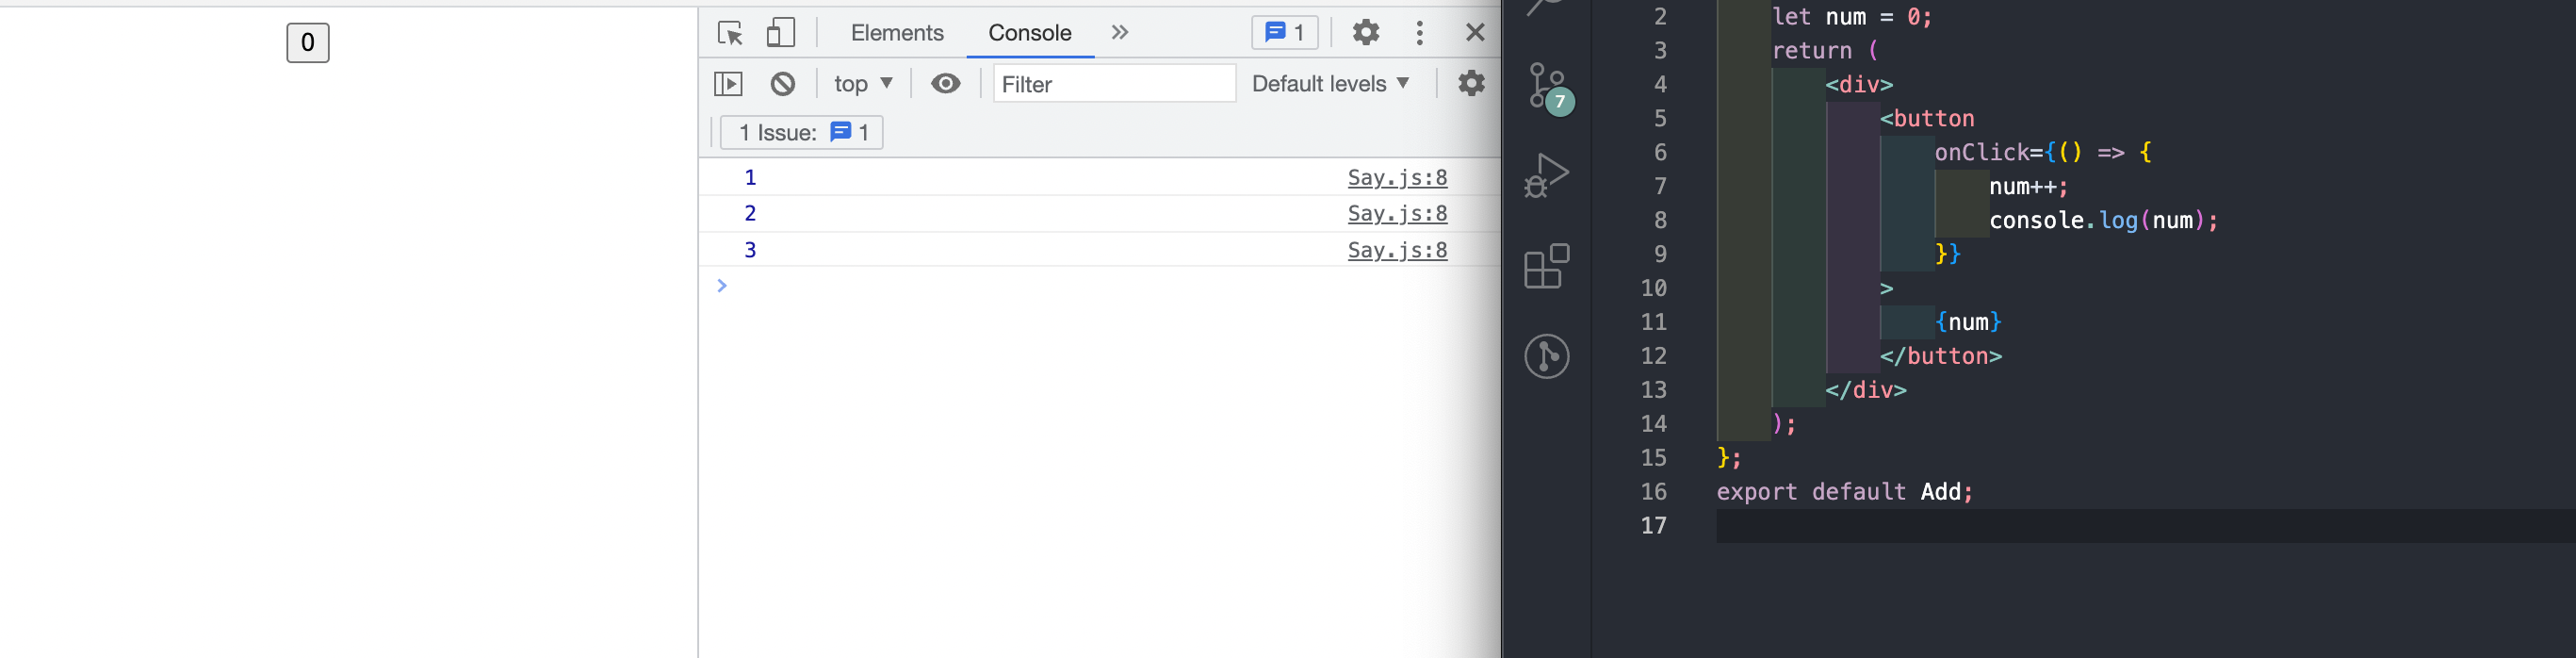 0
Elements Console » 1
top ▼ Filter Default levels ▼
1 Issue: 1
1 Say.js:8
2 Say.js:8
3 Say.js:8
>
7
2 let num = 0;
3 return (
4 <div>
5 <button
6 onClick={() => {
7 num++;
8 console.log(num);
9 }}
10 >
11 {num}
12 </button>
13 </div>
14 );
15 };
16 export default Add;
17